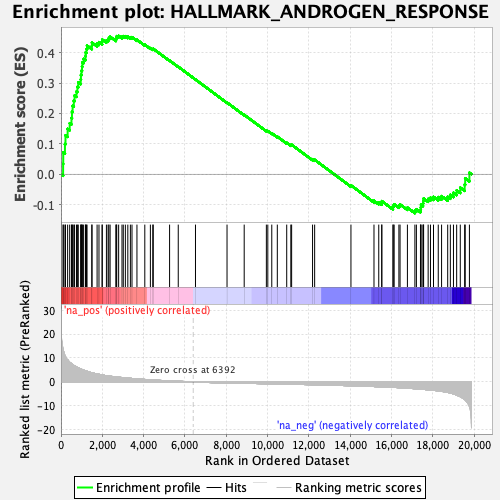 Enrichment plot: HALLMARK_ANDROGEN_RESPONSE
Enrichment score (ES)
0.4
0.3
0.2
0.1
0.0
-0.1
'na_pos' (positively correlated)
Ranked list metric (PreRanked)
30
20
10
0
-10
-20
Zero cross at 6392
'na_neg' (negatively correlated)
0
2,000
4,000
6,000
8,000
10,000
12,000
14,000
16,000
18,000
20,000
Rank in Ordered Dataset
Enrichment profile
Hits
Ranking metric scores